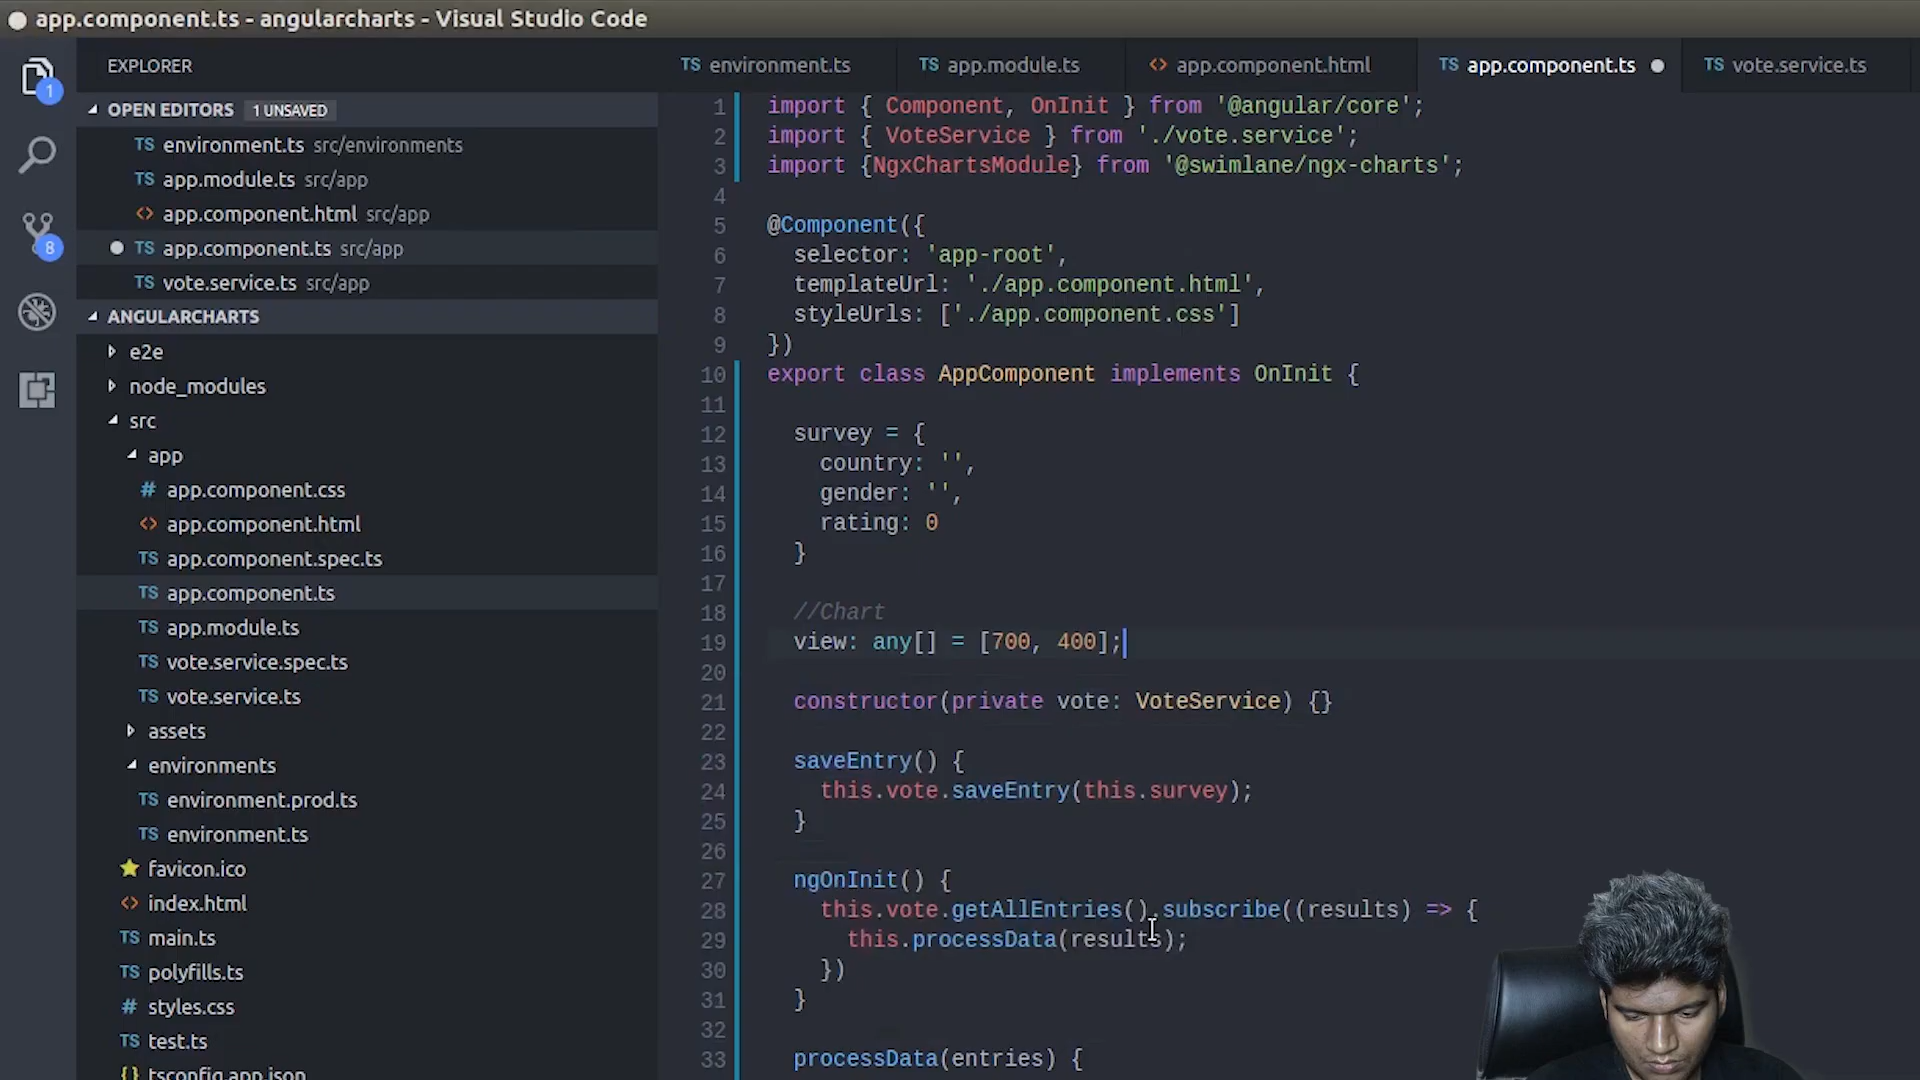 app.component.ts - angularcharts - Visual Studio Code
EXPLORER
TS environment.ts
TS app.module.ts
<> app.component.html
TS app.component.ts
TS vote.service.ts
1
OPEN EDITORS 1 UNSAVED
TS environment.ts src/environments
TS app.module.ts src/app
<> app.component.html src/app
8
TS app.component.ts src/app
TS vote.service.ts src/app
ANGULARCHARTS
e2e
node_modules
src
app
# app.component.css
<> app.component.html
TS app.component.spec.ts
TS app.component.ts
TS app.module.ts
TS vote.service.spec.ts
TS vote.service.ts
assets
environments
TS environment.prod.ts
TS environment.ts
favicon.ico
<> index.html
TS main.ts
TS polyfills.ts
# styles.css
TS test.ts
{} tsconfig.app.json
1 import { Component, OnInit } from '@angular/core';
2 import { VoteService } from './vote.service';
3 import {NgxChartsModule} from '@swimlane/ngx-charts';
4
5 @Component({
6 selector: 'app-root',
7 templateUrl: './app.component.html',
8 styleUrls: ['./app.component.css']
9 })
10 export class AppComponent implements OnInit {
11
12 survey = {
13 country: '',
14 gender: '',
15 rating: 0
16 }
17
18 //Chart
19 view: any[] = [700, 400];
20
21 constructor(private vote: VoteService) {}
22
23 saveEntry() {
24 this.vote.saveEntry(this.survey);
25 }
26
27 ngOnInit() {
28 this.vote.getAllEntries().subscribe((results) => {
29 this.processData(results);
30 })
31 }
32
33 processData(entries) {